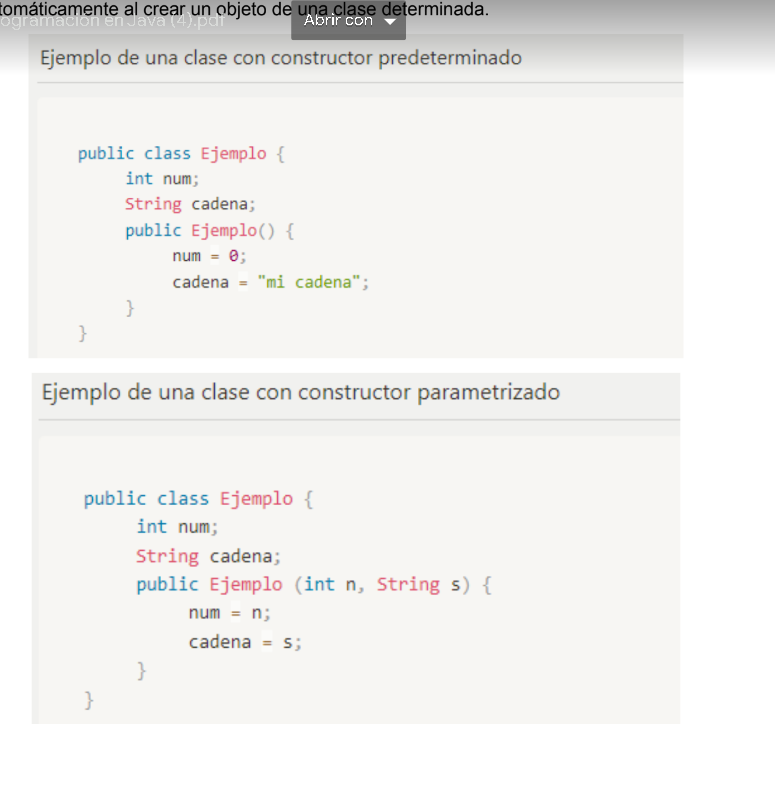 tomáticamente al crear un objeto de una clase determinada.
ogramación en Java (4).pdf
Abrir con
Ejemplo de una clase con constructor predeterminado
public class Ejemplo {
int num;
String cadena;
public Ejemplo() {
num = 0;
cadena = "mi cadena";
}
}
Ejemplo de una clase con constructor parametrizado
public class Ejemplo {
int num;
String cadena;
public Ejemplo (int n, String s) {
num = n;
cadena = s;
}
}